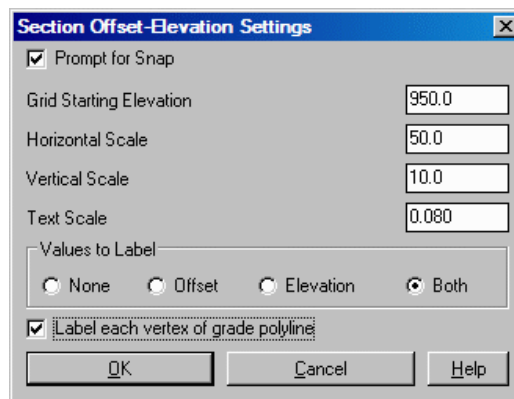 Section Offset-Elevation Settings
Prompt for Snap
Grid Starting Elevation 950.0
Horizontal Scale 50.0
Vertical Scale 10.0
Text Scale 0.080
Values to Label
None Offset Elevation Both
Label each vertex of grade polyline
OK Cancel Help